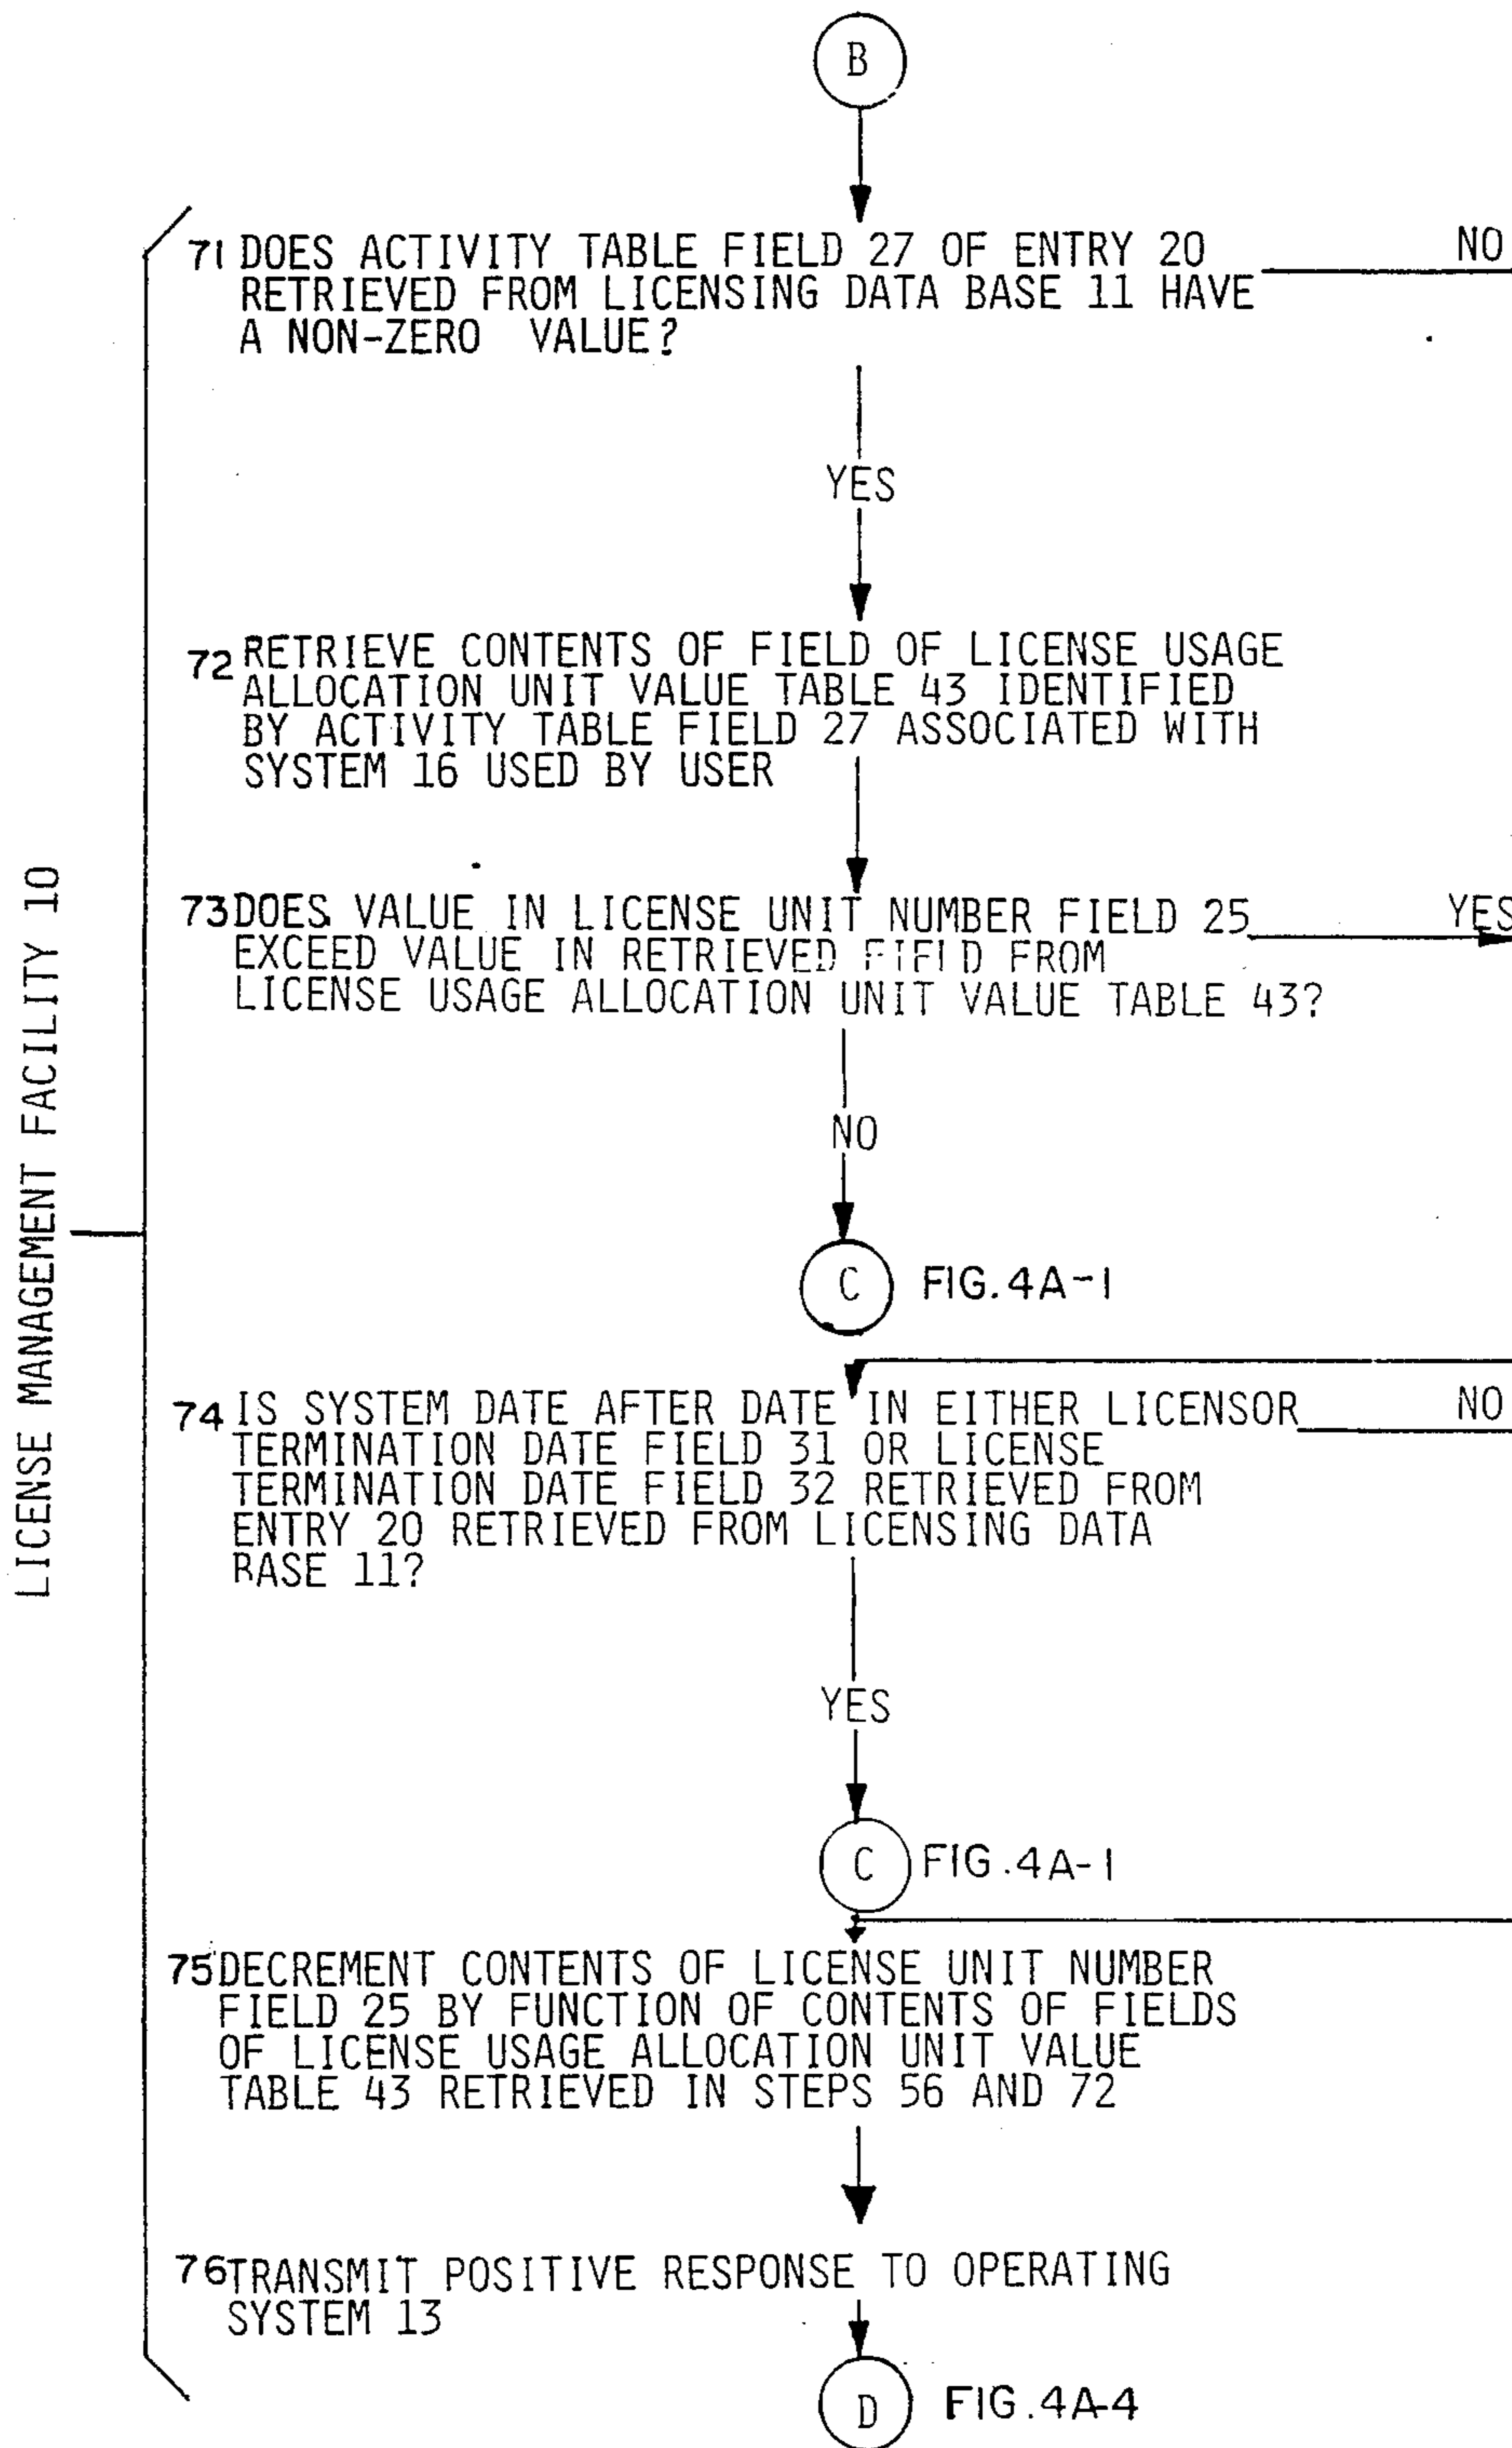 B
71 DOES ACTIVITY TABLE FIELD 27 OF ENTRY 20
RETRIEVED FROM LICENSING DATA BASE 11 HAVE
A NON-ZERO VALUE?
NO
YES
72 RETRIEVE CONTENTS OF FIELD OF LICENSE USAGE
ALLOCATION UNIT VALUE TABLE 43 IDENTIFIED
BY ACTIVITY TABLE FIELD 27 ASSOCIATED WITH
SYSTEM 16 USED BY USER
73 DOES VALUE IN LICENSE UNIT NUMBER FIELD 25
EXCEED VALUE IN RETRIEVED FIELD FROM
LICENSE USAGE ALLOCATION UNIT VALUE TABLE 43?
YES
NO
C FIG. 4A-1
74 IS SYSTEM DATE AFTER DATE IN EITHER LICENSOR
TERMINATION DATE FIELD 31 OR LICENSE
TERMINATION DATE FIELD 32 RETRIEVED FROM
ENTRY 20 RETRIEVED FROM LICENSING DATA
BASE 11?
NO
YES
C FIG. 4A-1
75 DECREMENT CONTENTS OF LICENSE UNIT NUMBER
FIELD 25 BY FUNCTION OF CONTENTS OF FIELDS
OF LICENSE USAGE ALLOCATION UNIT VALUE
TABLE 43 RETRIEVED IN STEPS 56 AND 72
76 TRANSMIT POSITIVE RESPONSE TO OPERATING
SYSTEM 13
D FIG. 4A-4
LICENSE MANAGEMENT FACILITY 10